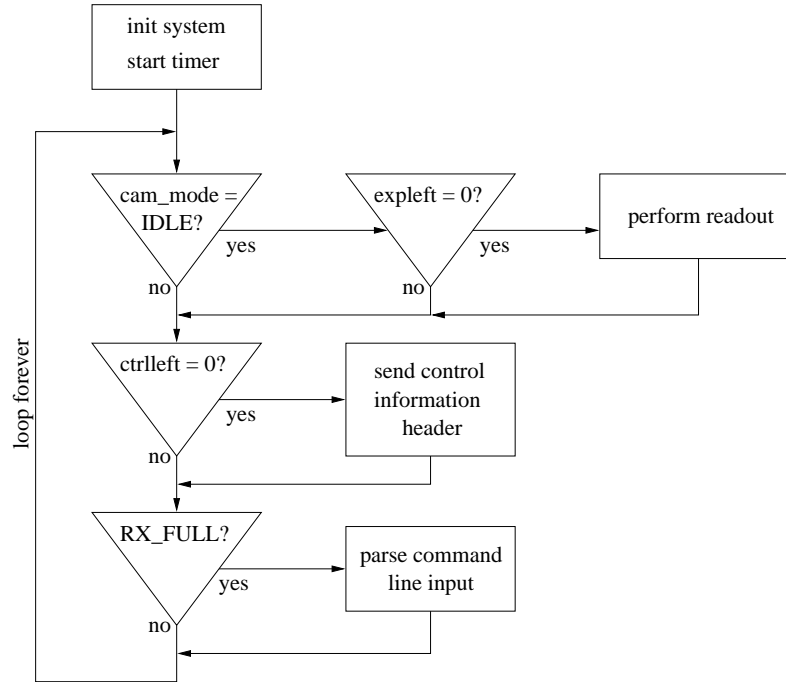 init system
start timer
cam_mode =
IDLE?
yes
no
expleft = 0?
yes
no
perform readout
ctrlleft = 0?
yes
no
send control
information
header
RX_FULL?
yes
no
parse command
line input
loop forever